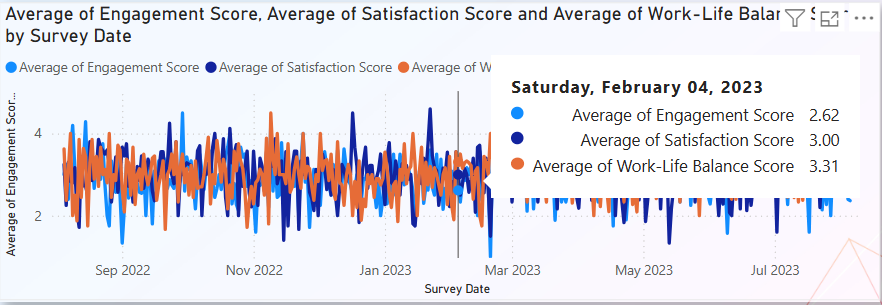 Average of Engagement Score, Average of Satisfaction Score and Average of Work-Life Balan
by Survey Date
Average of Engagement Score Average of Satisfaction Score Average of W
Saturday, February 04, 2023
Average of Engagement Score 2.62
Average of Satisfaction Score 3.00
Average of Work-Life Balance Score 3.31
Average of Engagement Scor...
4
2
Sep 2022 Nov 2022 Jan 2023 Mar 2023 May 2023 Jul 2023
Survey Date